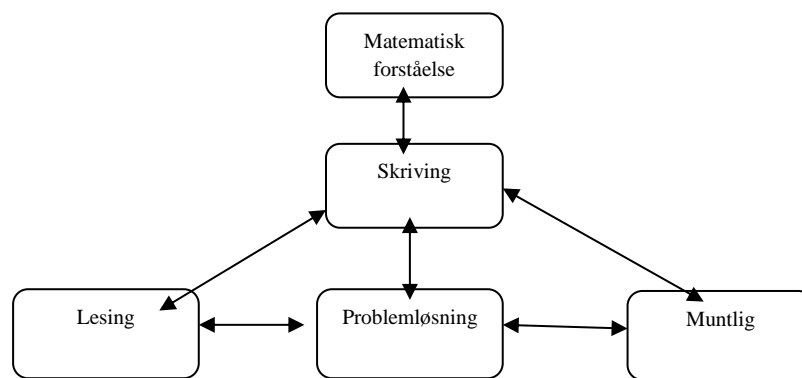 Matematisk
forståelse
Skriving
Lesing
Problemløsning
Muntlig